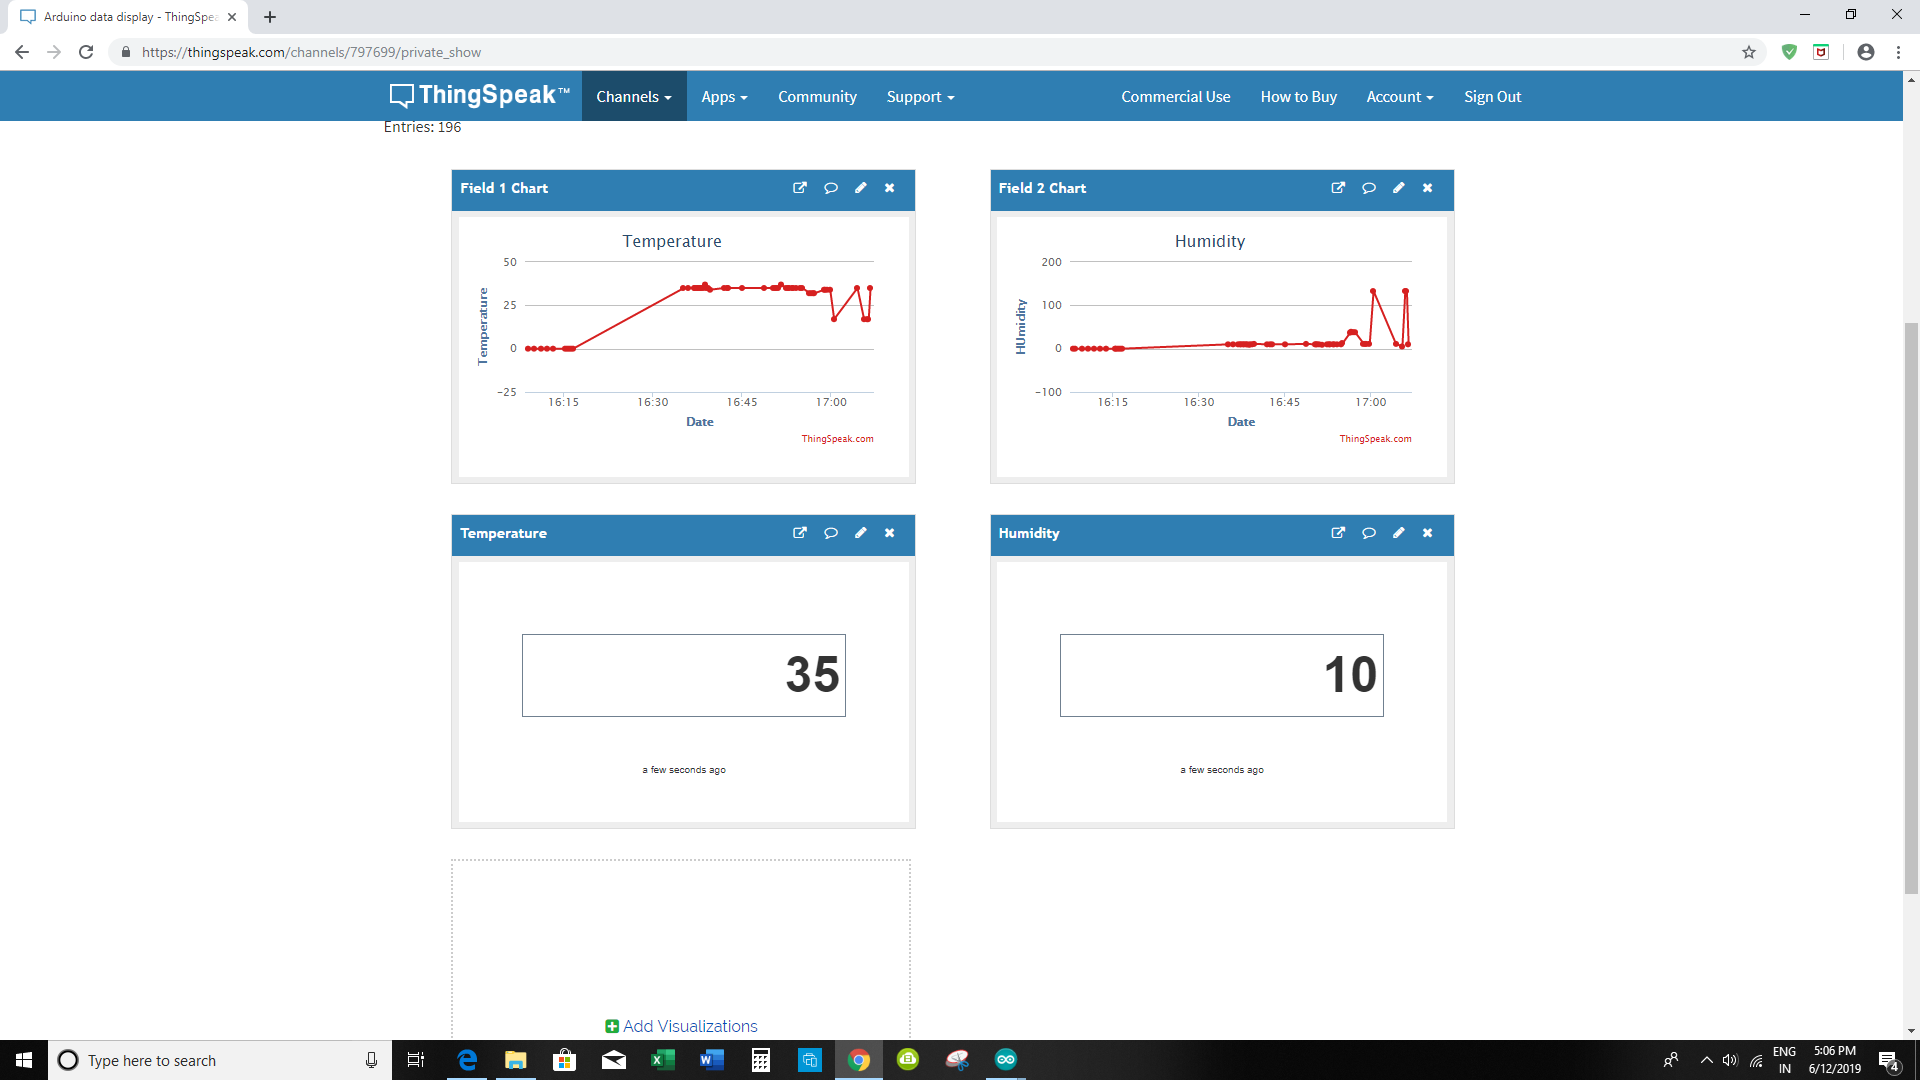 Arduino data display - ThingSpea
https://thingspeak.com/channels/797699/private_show
ThingSpeak™ Channels Apps Community Support Commercial Use How to Buy Account Sign Out
Entries: 196
Field 1 Chart
Temperature
Temperature
50
25
0
-25
16:15 16:30 16:45 17:00
Date
ThingSpeak.com
Field 2 Chart
Humidity
HUmidity
200
100
0
-100
16:15 16:30 16:45 17:00
Date
ThingSpeak.com
Temperature
35
a few seconds ago
Humidity
10
a few seconds ago
Add Visualizations
Type here to search
ENG
IN
5:06 PM
6/12/2019
4